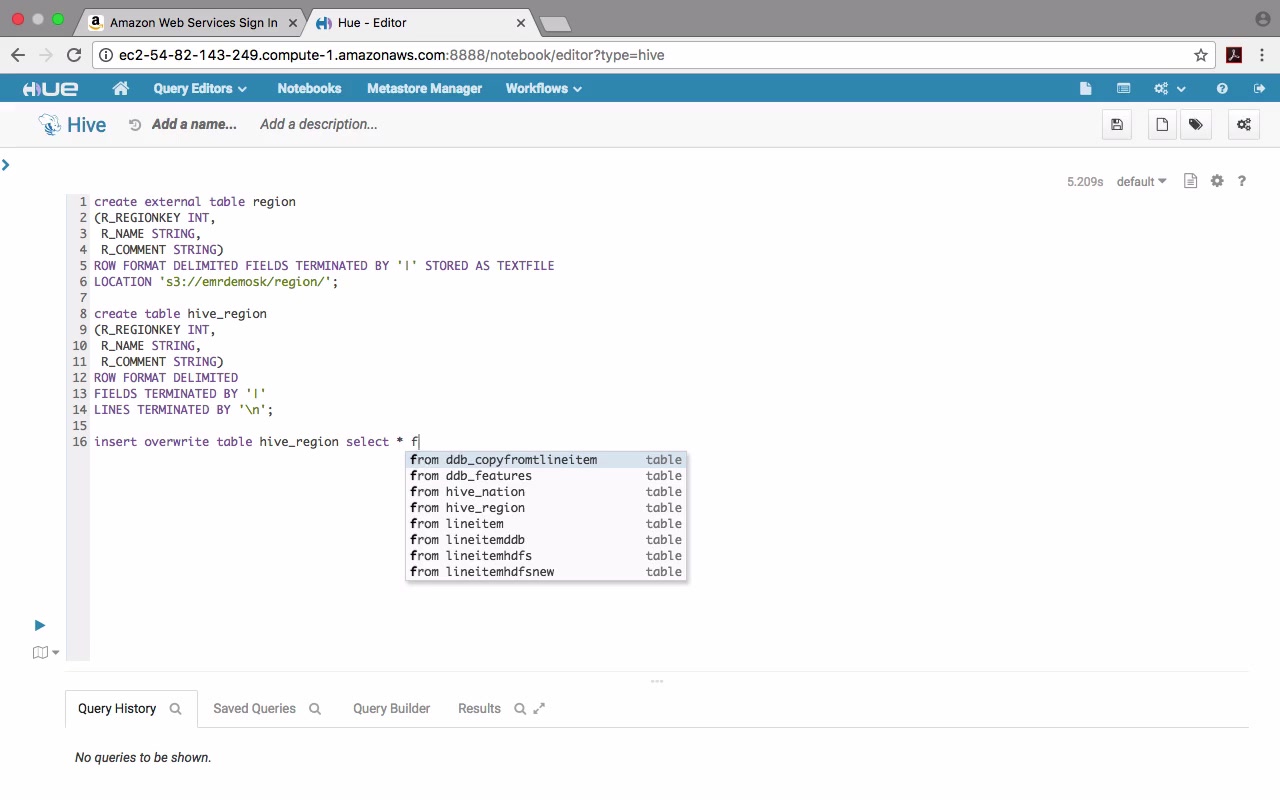 Amazon Web Services Sign In
Hue - Editor
ec2-54-82-143-249.compute-1.amazonaws.com:8888/notebook/editor?type=hive
HUE Query Editors Notebooks Metastore Manager Workflows
Hive Add a name... Add a description...
5.209s default ?
1 create external table region
2 (R_REGIONKEY INT,
3 R_NAME STRING,
4 R_COMMENT STRING)
5 ROW FORMAT DELIMITED FIELDS TERMINATED BY '|' STORED AS TEXTFILE
6 LOCATION 's3://emrdemosk/region/';
7
8 create table hive_region
9 (R_REGIONKEY INT,
10 R_NAME STRING,
11 R_COMMENT STRING)
12 ROW FORMAT DELIMITED
13 FIELDS TERMINATED BY '|'
14 LINES TERMINATED BY '\n';
15
16 insert overwrite table hive_region select * f
from ddb_copyfromtlineitem table
from ddb_features table
from hive_nation table
from hive_region table
from lineitem table
from lineitemddb table
from lineitemhdfs table
from lineitemhdfsnew table
Query History Saved Queries Query Builder Results
No queries to be shown.